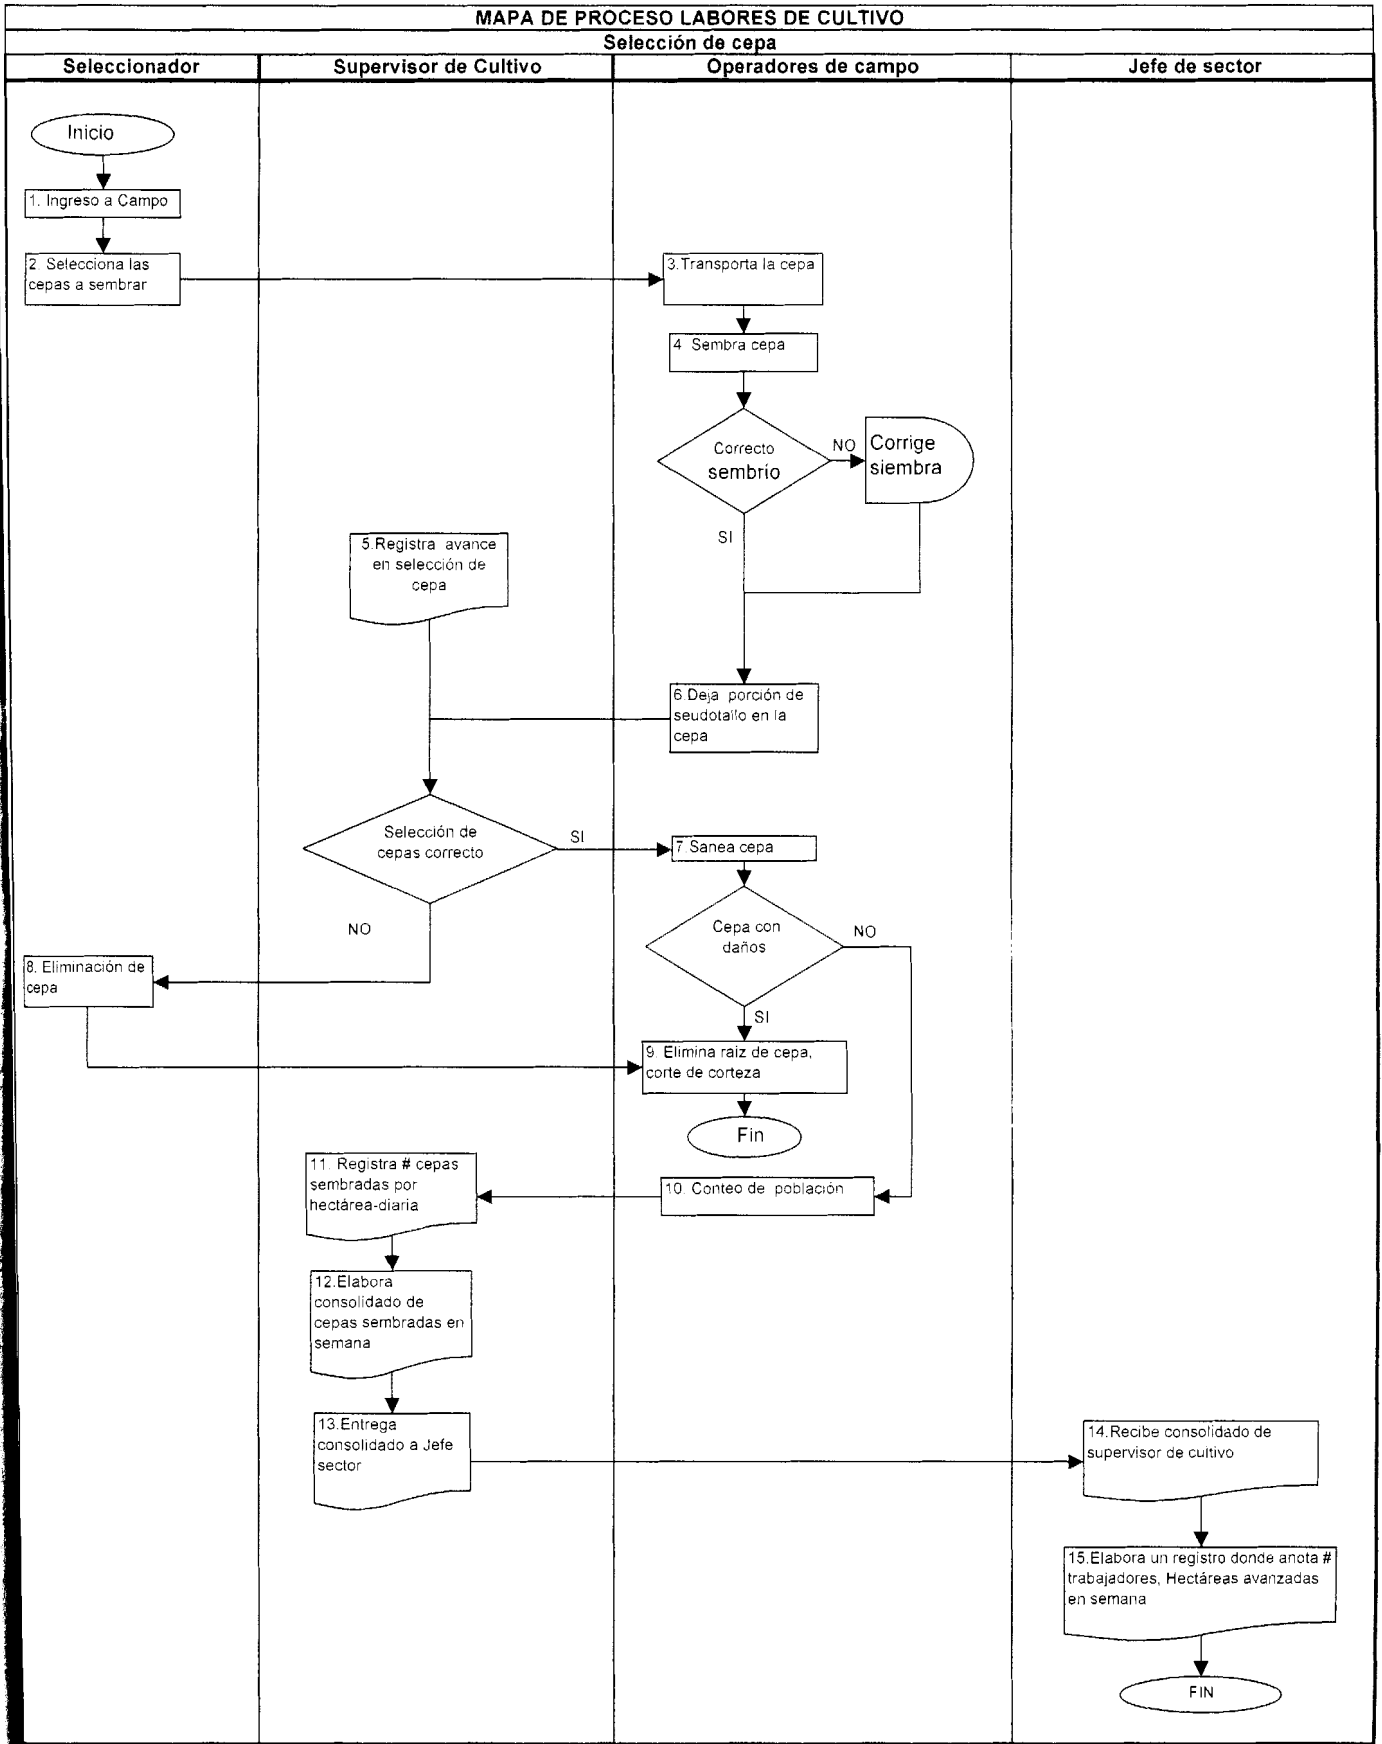 MAPA DE PROCESO LABORES DE CULTIVO
Selección de cepa
Seleccionador
Supervisor de Cultivo
Operadores de campo
Jefe de sector
Inicio
1. Ingreso a Campo
2. Selecciona las
cepas a sembrar
3.Transporta la cepa
4 Sembra cepa
Correcto
sembrío
NO
Corrige
siembra
SI
5.Registra avance
en selección de
cepa
6.Deja porción de
seudotallo en la
cepa
Selección de
cepas correcto
SI
7.Sanea cepa
NO
Cepa con
daños
NO
8. Eliminación de
cepa
SI
9. Elimina raiz de cepa,
corte de corteza
Fin
10. Conteo de población
11. Registra # cepas
sembradas por
hectárea-diaria
12.Elabora
consolidado de
cepas sembradas en
semana
13.Entrega
consolidado a Jefe
sector
14.Recibe consolidado de
supervisor de cultivo
15.Elabora un registro donde anota #
trabajadores, Hectáreas avanzadas
en semana
FIN